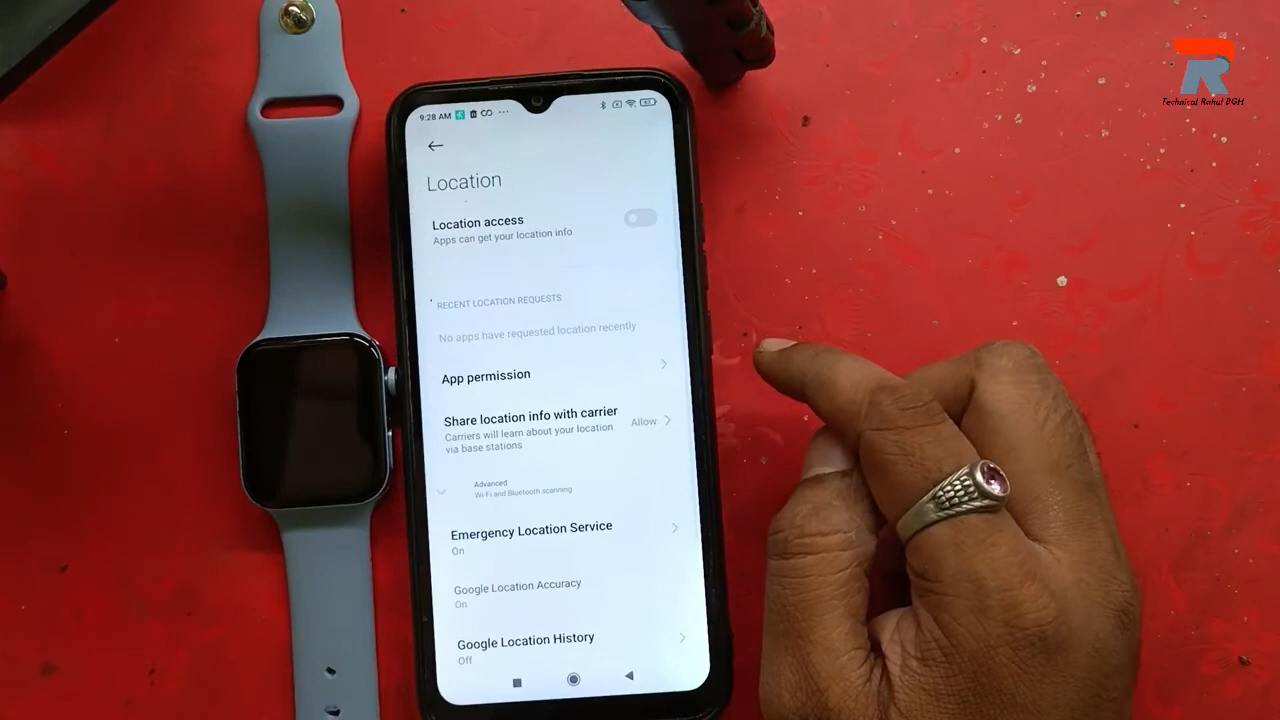 9:28 AM
Location
Location access
Apps can get your location info
RECENT LOCATION REQUESTS
No apps have requested location recently
App permission
Share location info with carrier
Carriers will learn about your location
via base stations
Allow
Advanced
Wi-Fi and Bluetooth scanning
Emergency Location Service
On
Google Location Accuracy
On
Google Location History
Off
Technical Rahul DGH